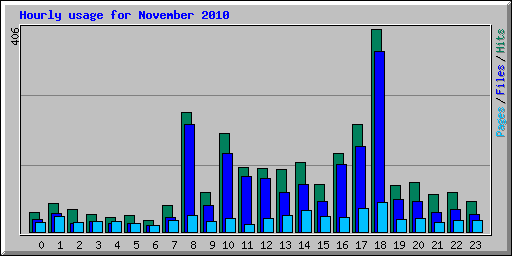 Hourly usage for November 2010
406
Pages / Files / Hits
0 1 2 3 4 5 6 7 8 9 10 11 12 13 14 15 16 17 18 19 20 21 22 23